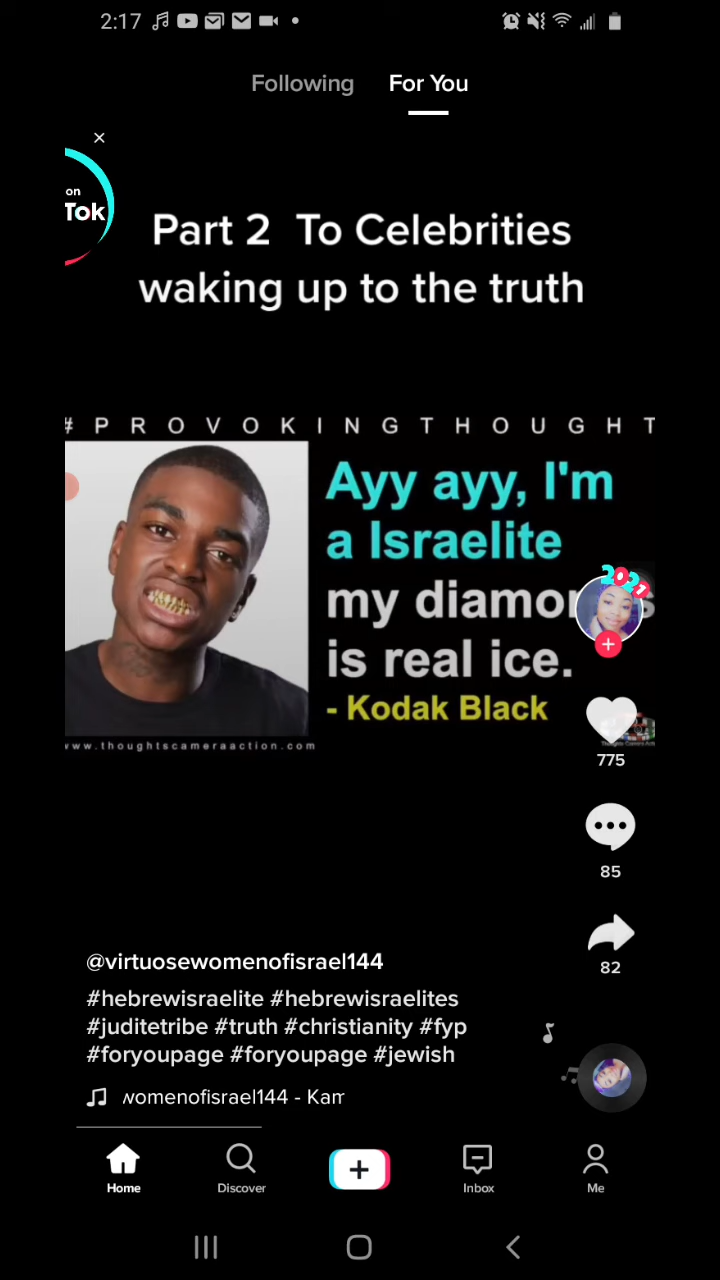 2:17
Following For You
on
Tok
Part 2 To Celebrities
waking up to the truth
#PROVOKINGTHOUGHT
Ayy ayy, I'm
a Israelite
my
is real ice.
- Kodak Black
www.thoughtscameraaction.com
2021
775
85
82
@virtuosewomenofisrael144
#hebrewisraelite #hebrewisraelites
#juditetribe #truth #christianity #fyp
#foryoupage #foryoupage #jewish
womenofisrael144 - Kam
Home Discover Inbox Me